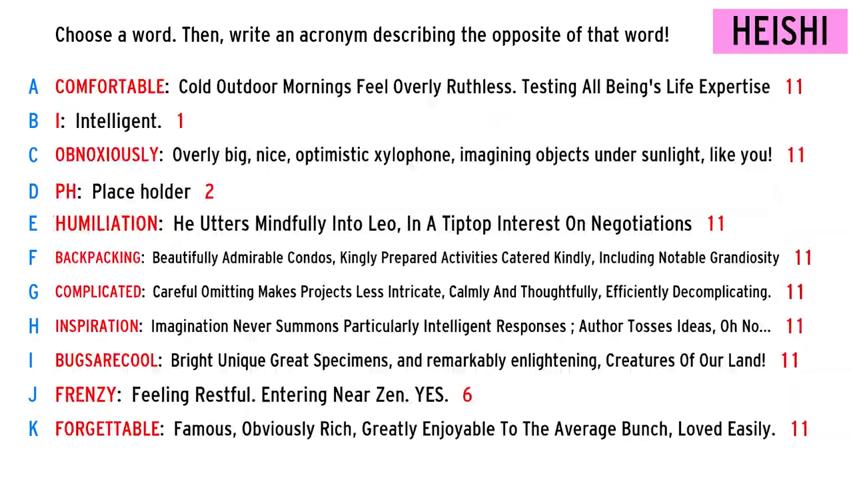 Choose a word. Then, write an acronym describing the opposite of that word!
HEISHI
A COMFORTABLE: Cold Outdoor Mornings Feel Overly Ruthless. Testing All Being's Life Expertise 11
B I: Intelligent. 1
C OBNOXIOUSLY: Overly big, nice, optimistic xylophone, imagining objects under sunlight, like you! 11
D PH: Place holder 2
E HUMILIATION: He Utters Mindfully Into Leo, In A Tiptop Interest On Negotiations 11
F BACKPACKING: Beautifully Admirable Condos, Kingly Prepared Activities Catered Kindly, Including Notable Grandiosity 11
G COMPLICATED: Careful Omitting Makes Projects Less Intricate, Calmly And Thoughtfully, Efficiently Decomplicating. 11
H INSPIRATION: Imagination Never Summons Particularly Intelligent Responses ; Author Tosses Ideas, Oh No... 11
I BUGSARECOOL: Bright Unique Great Specimens, and remarkably enlightening, Creatures Of Our Land! 11
J FRENZY: Feeling Restful. Entering Near Zen. YES. 6
K FORGETTABLE: Famous, Obviously Rich, Greatly Enjoyable To The Average Bunch, Loved Easily. 11